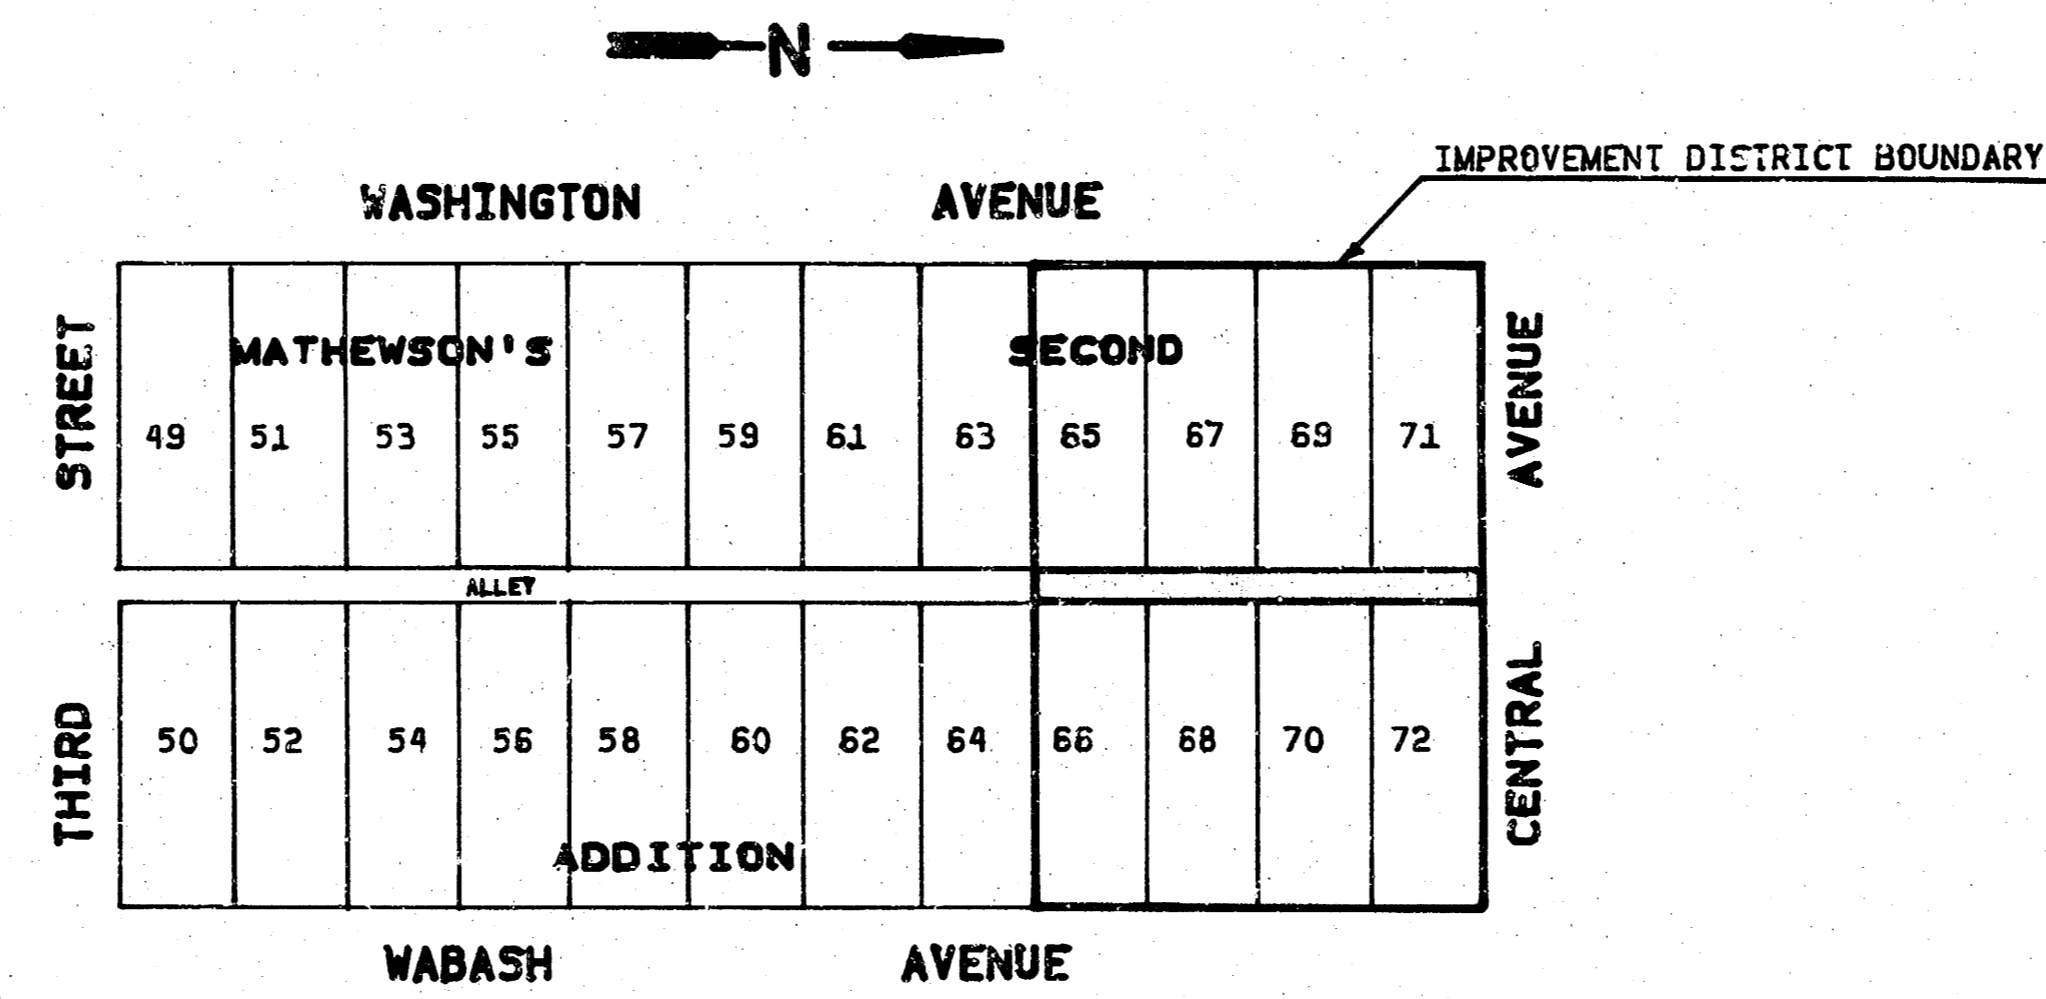 N
IMPROVEMENT DISTRICT BOUNDARY
WASHINGTON AVENUE
MATHEWSON'S SECOND
49 51 53 55 57 59 61 63 65 67 69 71
ALLEY
50 52 54 56 58 60 62 64 66 68 70 72
ADDITION
WABASH AVENUE
THIRD STREET
CENTRAL AVENUE